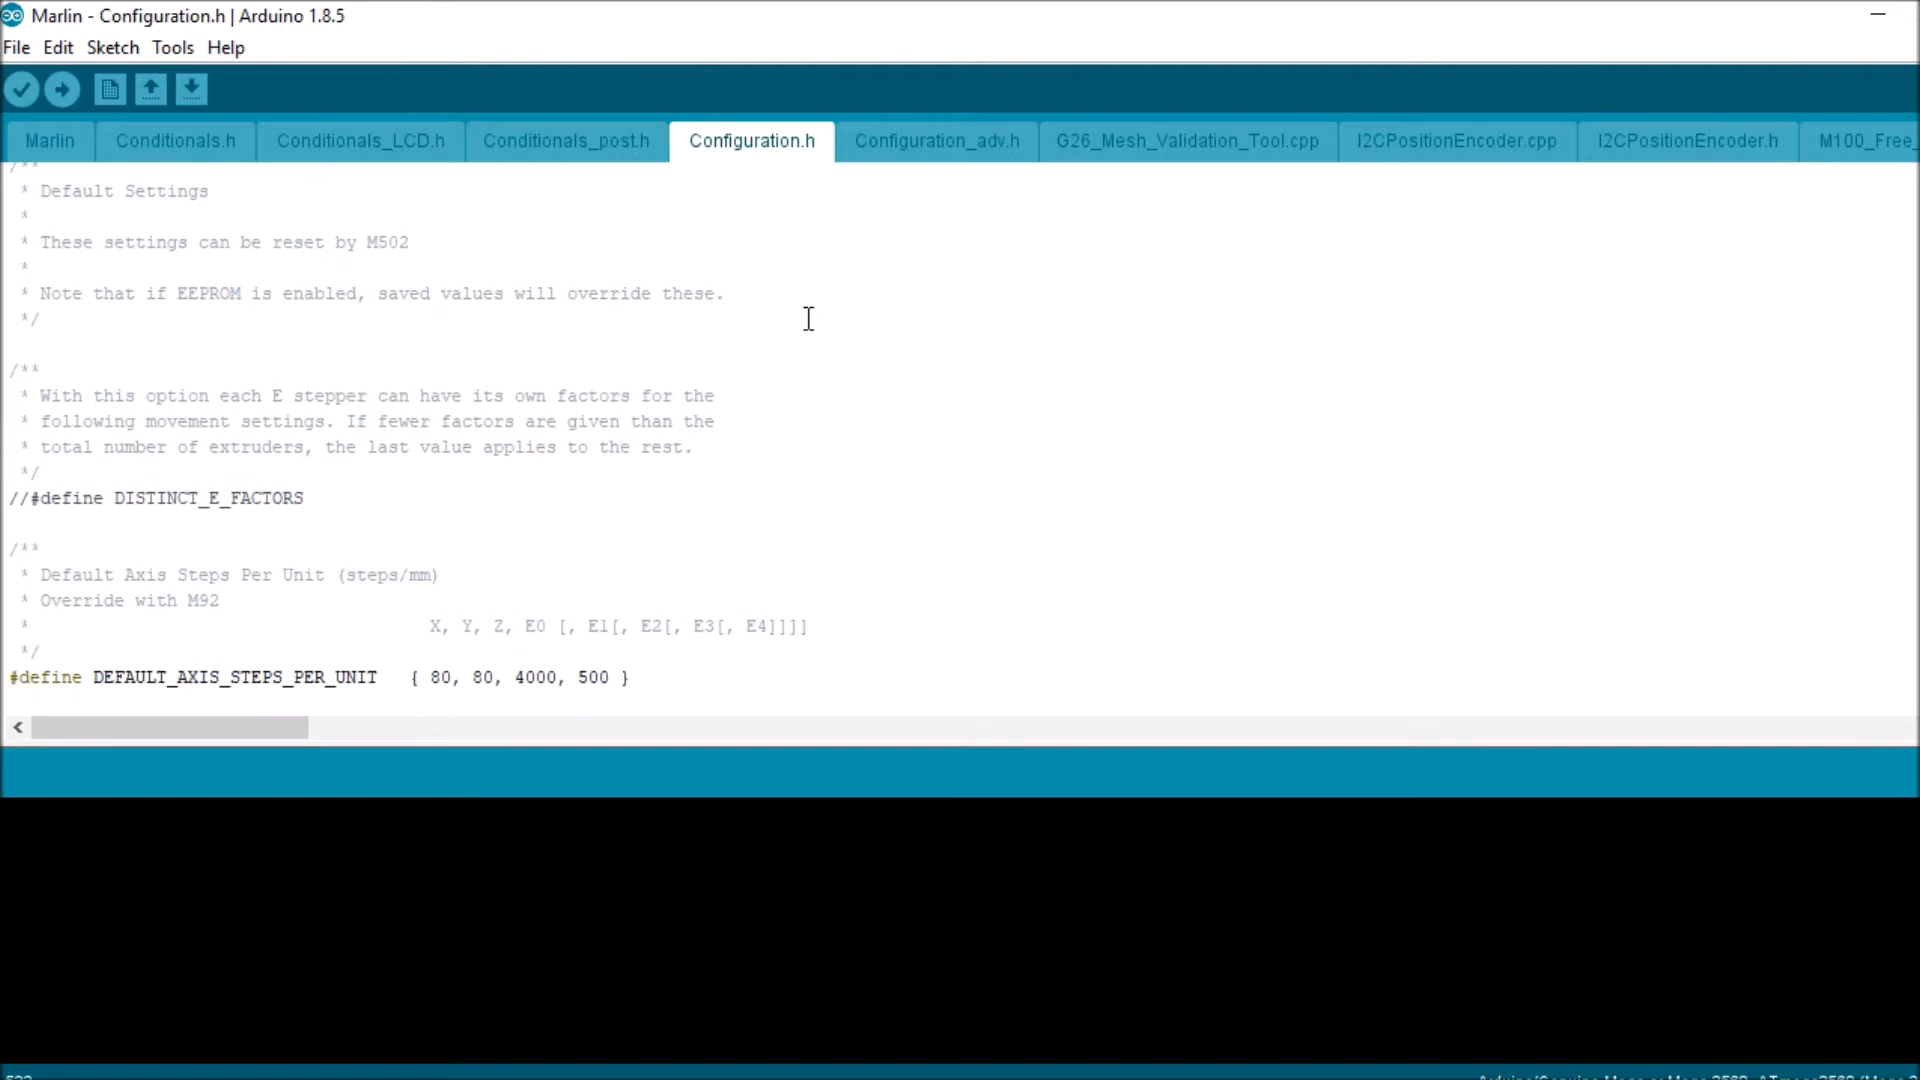 Marlin - Configuration.h | Arduino 1.8.5
File Edit Sketch Tools Help
Marlin Conditionals.h Conditionals_LCD.h Conditionals_post.h Configuration.h Configuration_adv.h G26_Mesh_Validation_Tool.cpp I2CPositionEncoder.cpp I2CPositionEncoder.h M100_Free_
/**
* Default Settings
*
* These settings can be reset by M502
*
* Note that if EEPROM is enabled, saved values will override these.
*/
/**
* With this option each E stepper can have its own factors for the
* following movement settings. If fewer factors are given than the
* total number of extruders, the last value applies to the rest.
*/
//#define DISTINCT_E_FACTORS
/**
* Default Axis Steps Per Unit (steps/mm)
* Override with M92
* X, Y, Z, E0 [, E1[, E2[, E3[, E4]]]]
*/
#define DEFAULT_AXIS_STEPS_PER_UNIT { 80, 80, 4000, 500 }